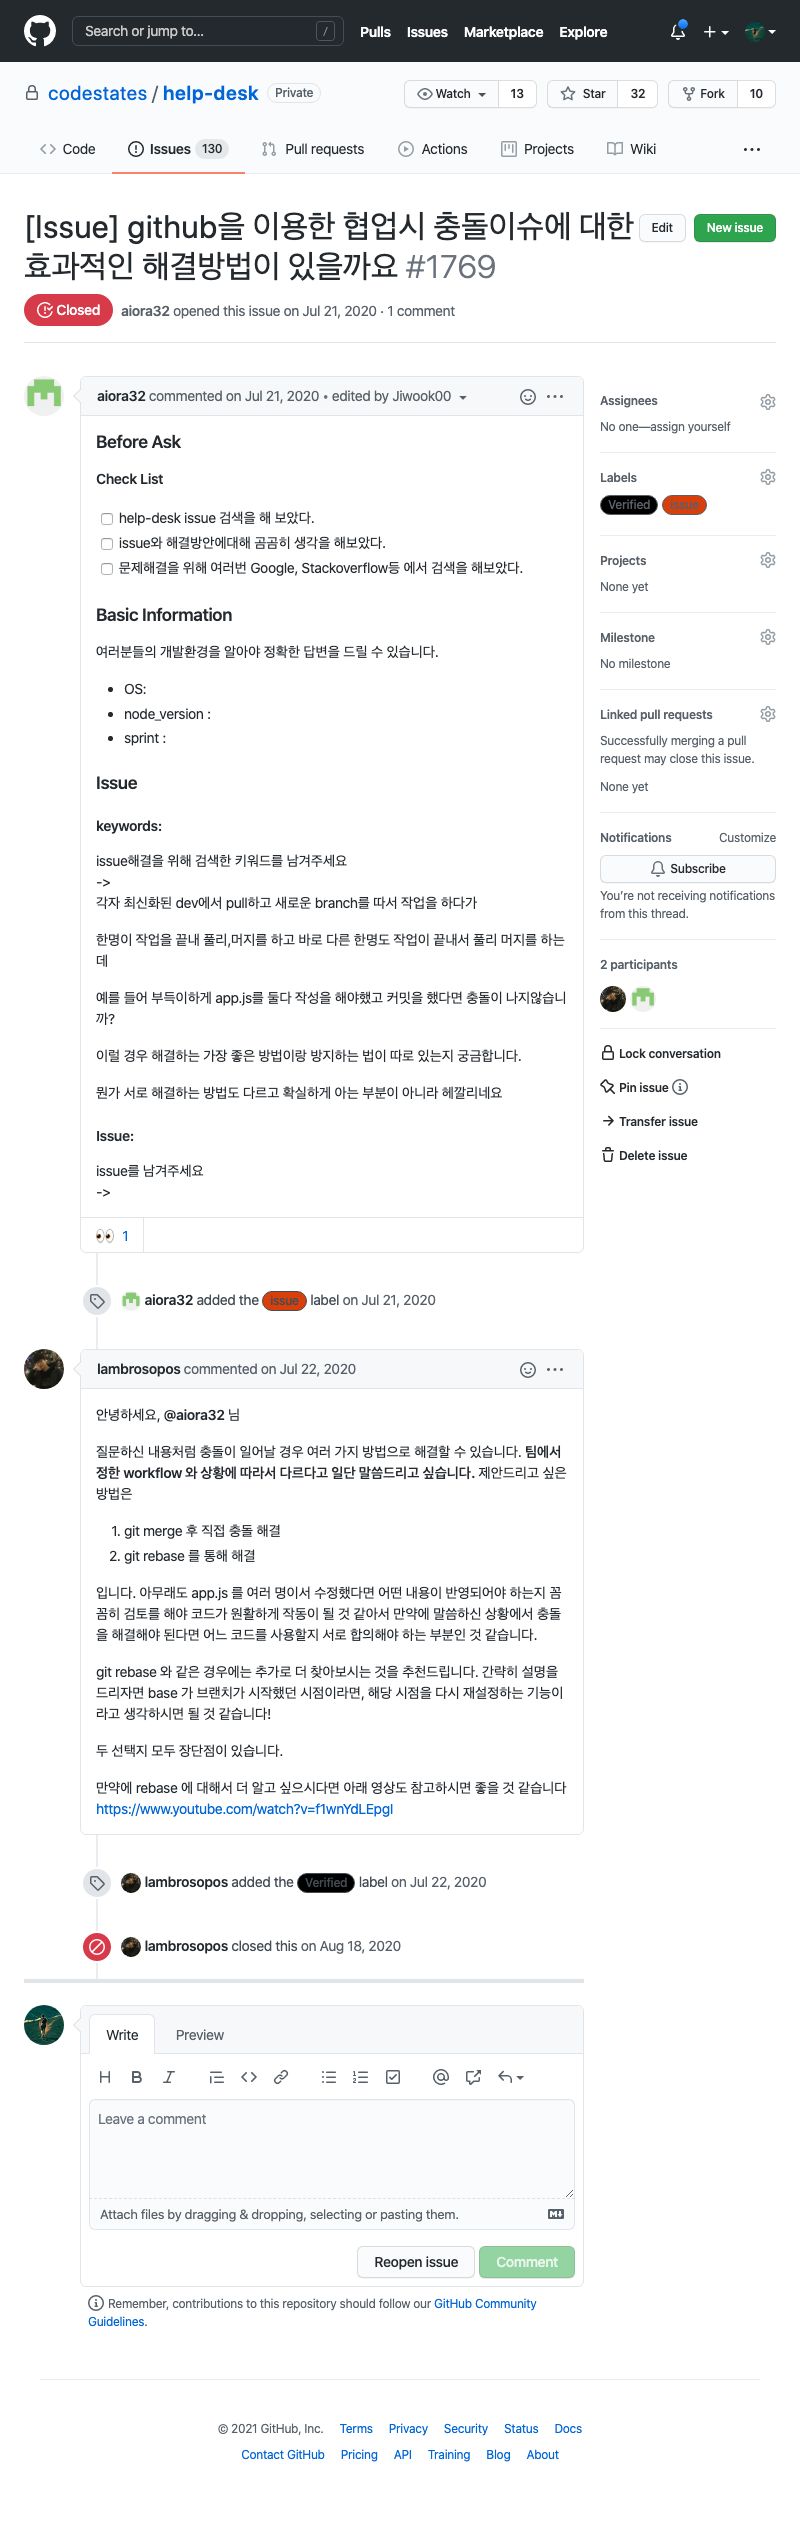 Search or jump to... /
Pulls Issues Marketplace Explore
codestates / help-desk Private
Watch 13 Star 32 Fork 10
Code Issues 130 Pull requests Actions Projects Wiki ...
[Issue] github을 이용한 협업시 충돌이슈에 대한
효과적인 해결방법이 있을까요 #1769
Edit New issue
Closed aiora32 opened this issue on Jul 21, 2020 · 1 comment
aiora32 commented on Jul 21, 2020 • edited by Jiwook00
Before Ask
Check List
help-desk issue 검색을 해 보았다.
issue와 해결방안에대해 곰곰히 생각을 해보았다.
문제해결을 위해 여러번 Google, Stackoverflow등 에서 검색을 해보았다.
Basic Information
여러분들의 개발환경을 알아야 정확한 답변을 드릴 수 있습니다.
• OS:
• node_version :
• sprint :
Issue
keywords:
issue해결을 위해 검색한 키워드를 남겨주세요
->
각자 최신화된 dev에서 pull하고 새로운 branch를 따서 작업을 하다가
한명이 작업을 끝내 풀리,머지를 하고 바로 다른 한명도 작업이 끝내서 풀리 머지를 하는
데
예를 들어 부득이하게 app.js를 둘다 작성을 해야했고 커밋을 했다면 충돌이 나지않습니
까?
이럴 경우 해결하는 가장 좋은 방법이랑 방지하는 법이 따로 있는지 궁금합니다.
뭔가 서로 해결하는 방법도 다르고 확실하게 아는 부분이 아니라 헤깔리네요
Issue:
issue를 남겨주세요
->
👀 1
aiora32 added the issue label on Jul 21, 2020
lambrosopos commented on Jul 22, 2020
안녕하세요, @aiora32 님
질문하신 내용처럼 충돌이 일어날 경우 여러 가지 방법으로 해결할 수 있습니다. 팀에서
정한 workflow 와 상황에 따라서 다르다고 일단 말씀드리고 싶습니다. 제안드리고 싶은
방법은
1. git merge 후 직접 충돌 해결
2. git rebase 를 통해 해결
입니다. 아무래도 app.js 를 여러 명이서 수정했다면 어떤 내용이 반영되어야 하는지 꼼
꼼히 검토를 해야 코드가 원활하게 작동이 될 것 같아서 만약에 말씀하신 상황에서 충돌
을 해결해야 된다면 어느 코드를 사용할지 서로 합의해야 하는 부분인 것 같습니다.
git rebase 와 같은 경우에는 추가로 더 찾아보시는 것을 추천드립니다. 간략히 설명을
드리자면 base 가 브랜치가 시작했던 시점이라면, 해당 시점을 다시 재설정하는 기능이
라고 생각하시면 될 것 같습니다!
두 선택지 모두 장단점이 있습니다.
만약에 rebase 에 대해서 더 알고 싶으시다면 아래 영상도 참고하시면 좋을 것 같습니다
https://www.youtube.com/watch?v=f1wnYdLEpgI
lambrosopos added the Verified label on Jul 22, 2020
lambrosopos closed this on Aug 18, 2020
Assignees
No one—assign yourself
Labels
Verified issue
Projects
None yet
Milestone
No milestone
Linked pull requests
Successfully merging a pull
request may close this issue.
None yet
Notifications Customize
Subscribe
You're not receiving notifications
from this thread.
2 participants
Lock conversation
Pin issue
Transfer issue
Delete issue
Write Preview
H B I
Leave a comment
Attach files by dragging & dropping, selecting or pasting them.
Reopen issue Comment
Remember, contributions to this repository should follow our GitHub Community
Guidelines.
© 2021 GitHub, Inc. Terms Privacy Security Status Docs
Contact GitHub Pricing API Training Blog About